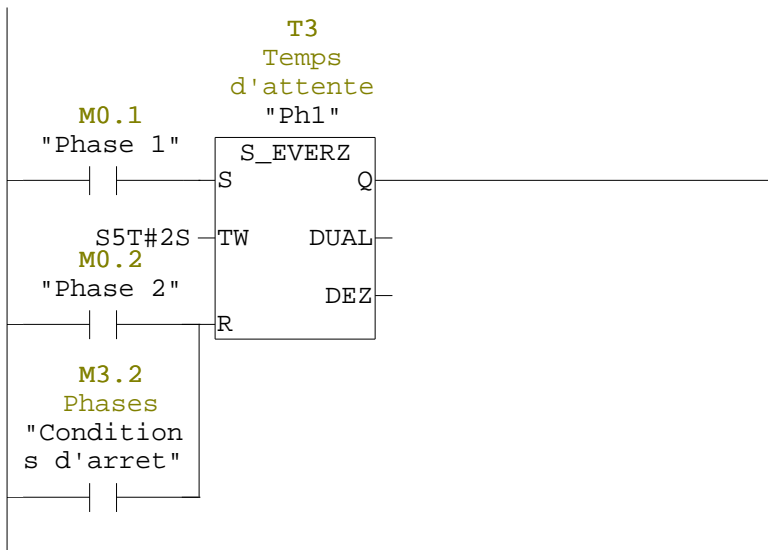 T3
Temps
d'attente
"Ph1"
M0.1
"Phase 1"
S_EVERZ
S
Q
S5T#2S
TW
DUAL
M0.2
"Phase 2"
DEZ
R
M3.2
Phases
"Condition
s d'arret"